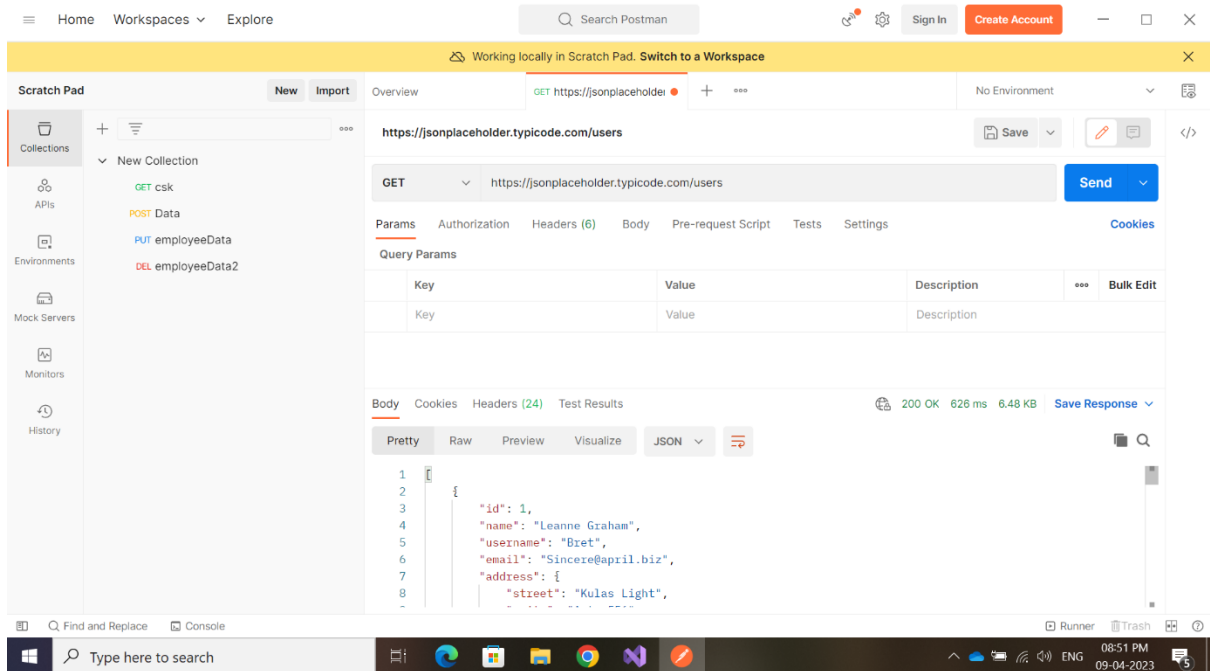 Home Workspaces Explore Search Postman Sign In Create Account
Working locally in Scratch Pad. Switch to a Workspace
Scratch Pad New Import Overview GET https://jsonplaceholder No Environment
Collections
APIs
Environments
Mock Servers
Monitors
History
New Collection
GET csk
POST Data
PUT employeeData
DEL employeeData2
https://jsonplaceholder.typicode.com/users Save
GET https://jsonplaceholder.typicode.com/users Send
Params Authorization Headers (6) Body Pre-request Script Tests Settings Cookies
Query Params
Key Value Description Bulk Edit
Key Value Description
Body Cookies Headers (24) Test Results 200 OK 626 ms 6.48 KB Save Response
Pretty Raw Preview Visualize JSON
1 [
2 {
3 "id": 1,
4 "name": "Leanne Graham",
5 "username": "Bret",
6 "email": "Sincere@april.biz",
7 "address": {
8 "street": "Kulas Light",
Find and Replace Console Runner Trash
Type here to search ENG 08:51 PM
09-04-2023 5